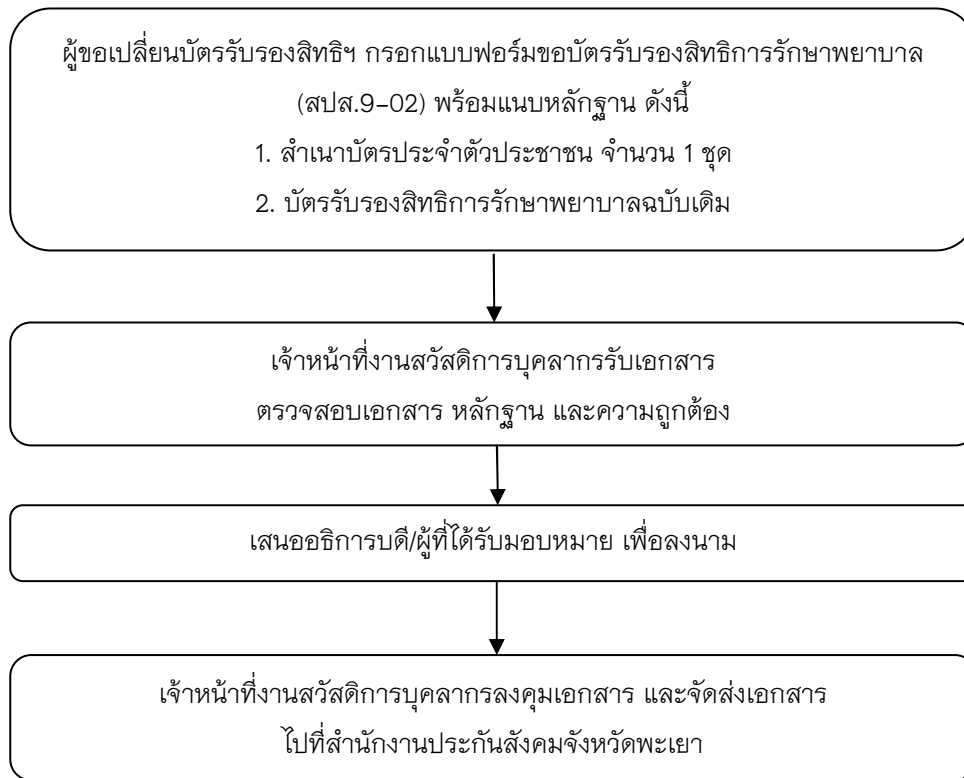 ผู้ขอเปลี่ยนบัตรรับรองสิทธิฯ กรอกแบบฟอร์มขอบัตรรับรองสิทธิการรักษาพยาบาล
(สปส.9-02) พร้อมแนบหลักฐาน ดังนี้
1. สำเนาบัตรประจำตัวประชาชน จำนวน 1 ชุด
2. บัตรรับรองสิทธิการรักษาพยาบาลฉบับเดิม
เจ้าหน้าที่งานสวัสดิการบุคลากรรับเอกสาร
ตรวจสอบเอกสาร หลักฐาน และความถูกต้อง
เสนออธิการบดี/ผู้ที่ได้รับมอบหมาย เพื่อลงนาม
เจ้าหน้าที่งานสวัสดิการบุคลากรลงคุมเอกสาร และจัดส่งเอกสาร
ไปที่สำนักงานประกันสังคมจังหวัดพะเยา